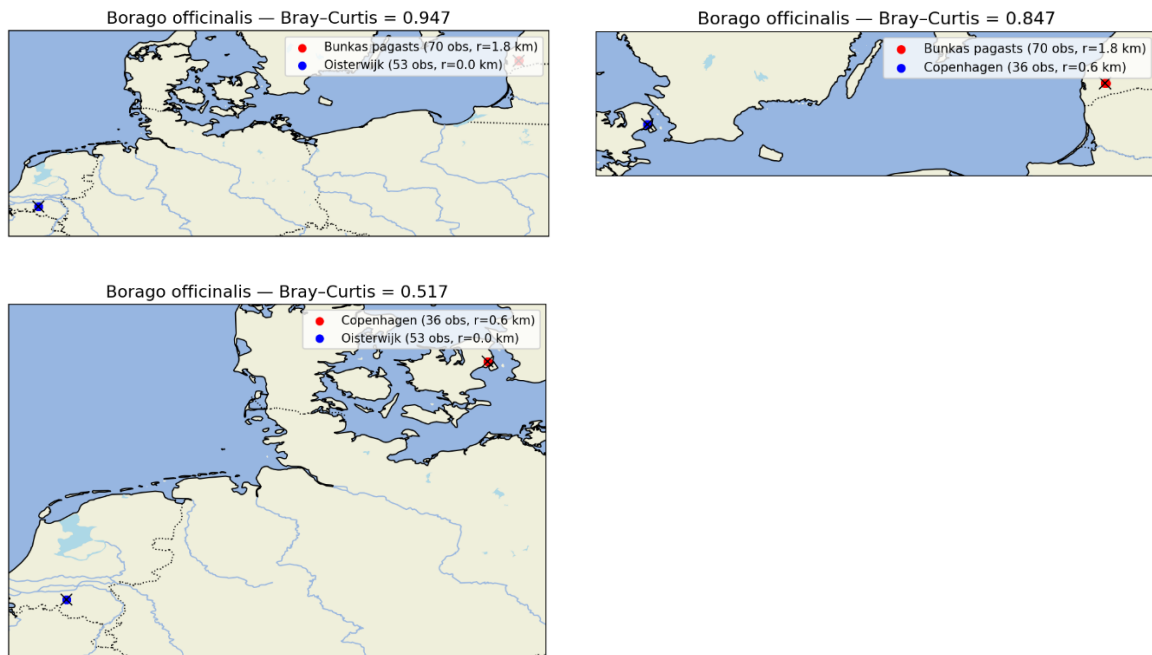 Borago officinalis — Bray–Curtis = 0.947
Bunkas pagasts (70 obs, r=1.8 km)
Oisterwijk (53 obs, r=0.0 km)
Borago officinalis — Bray–Curtis = 0.847
Bunkas pagasts (70 obs, r=1.8 km)
Copenhagen (36 obs, r=0.6 km)
Borago officinalis — Bray–Curtis = 0.517
Copenhagen (36 obs, r=0.6 km)
Oisterwijk (53 obs, r=0.0 km)